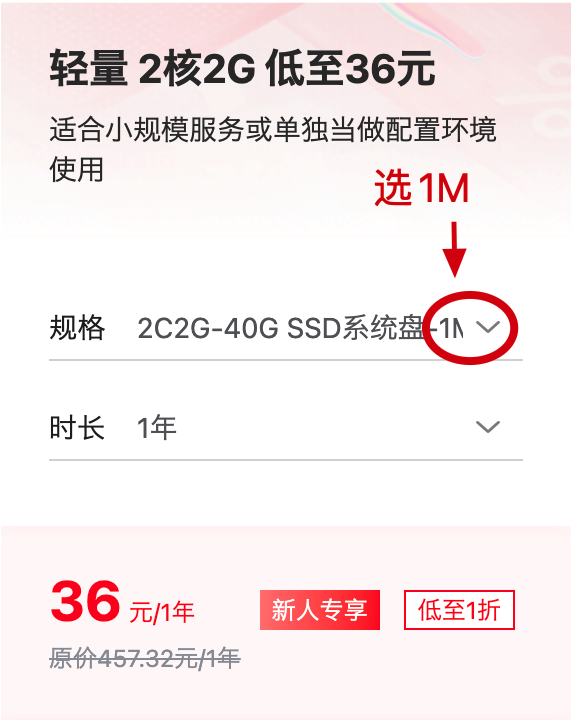 轻量 2核2G 低至36元
适合小规模服务或单独当做配置环境
使用
选1M
规格 2C2G-40G SSD系统盘-1M
时长 1年
36 元/1年 新人专享 低至1折
原价457.32元/1年